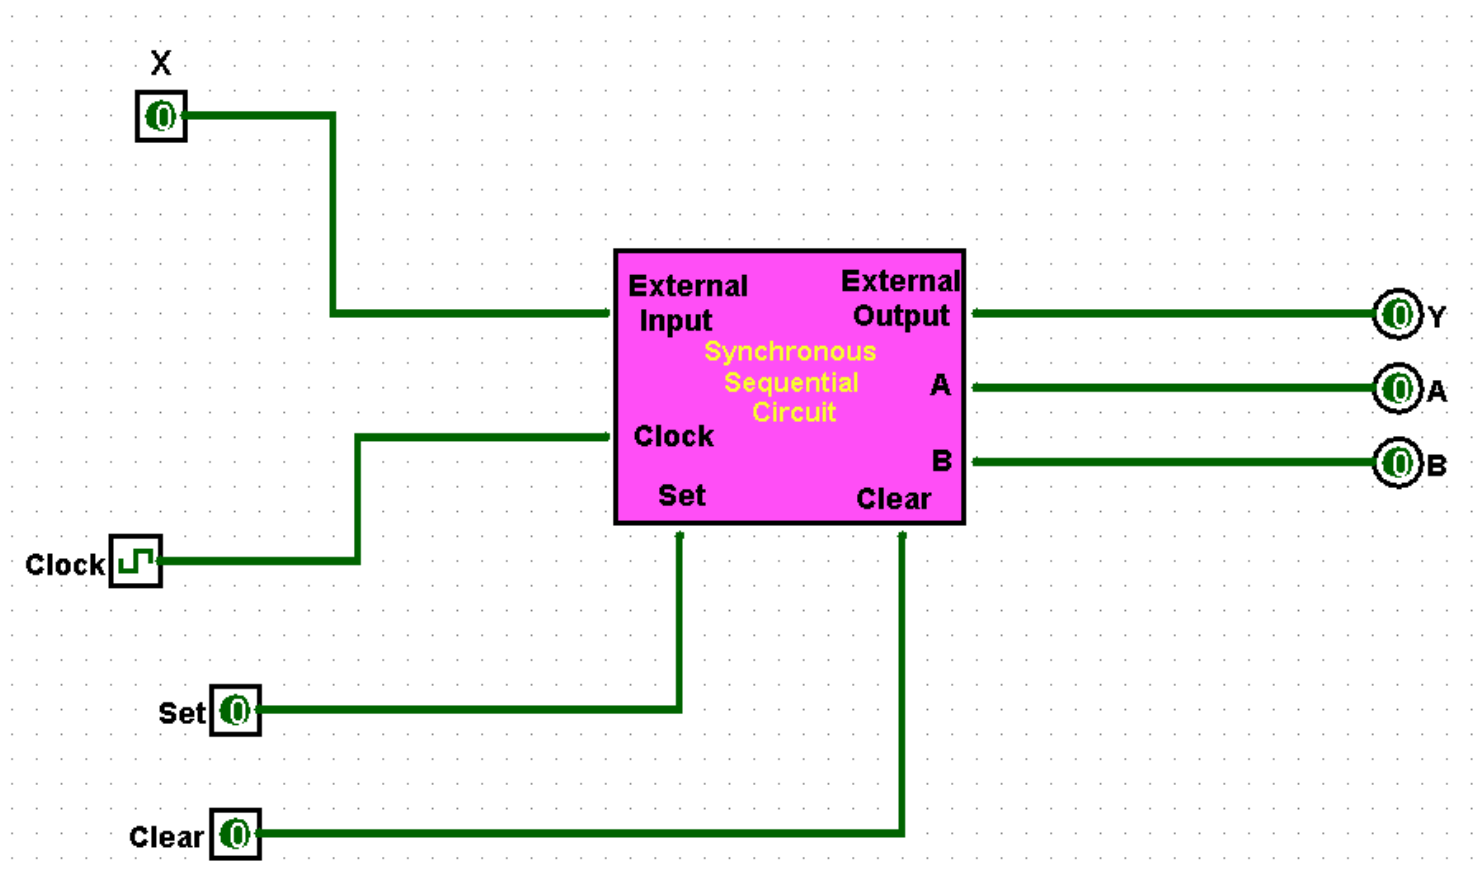 X
0
External
Input
External
Output
Synchronous
Sequential
Circuit
0 Y
A
0 A
Clock
B
0 B
Set
Clear
Clock
Set 0
Clear 0